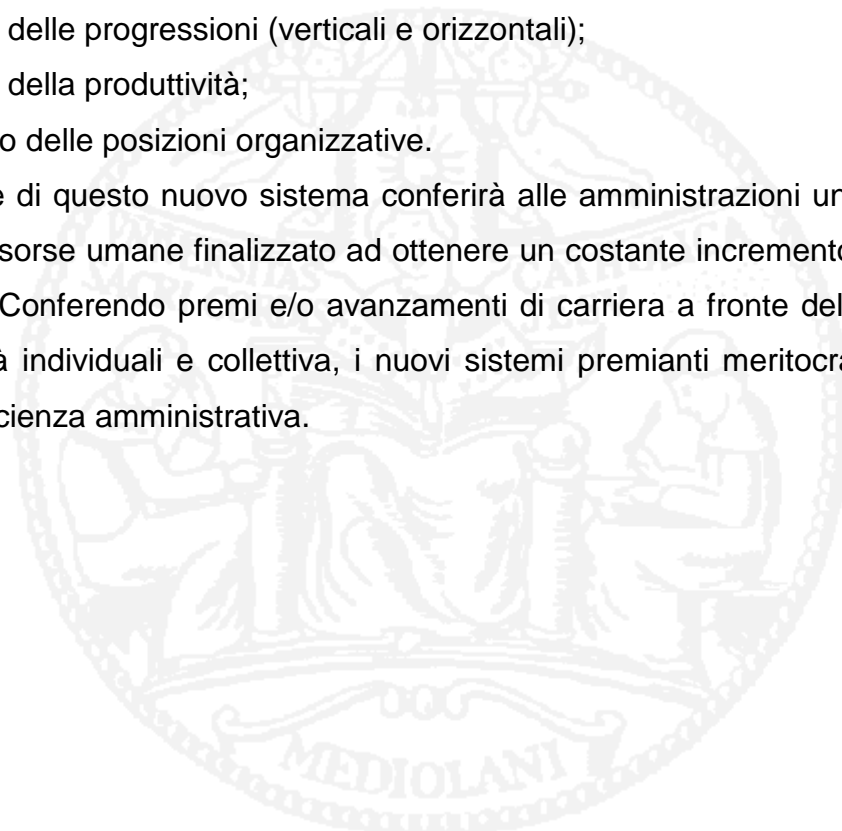 delle progressioni (verticali e orizzontali);
della produttività;
o delle posizioni organizzative.
e di questo nuovo sistema conferirà alle amministrazioni un
sorse umane finalizzato ad ottenere un costante incremento
Conferendo premi e/o avanzamenti di carriera a fronte del
à individuali e collettiva, i nuovi sistemi premianti meritocra
cienza amministrativa.
MEDIOLANI